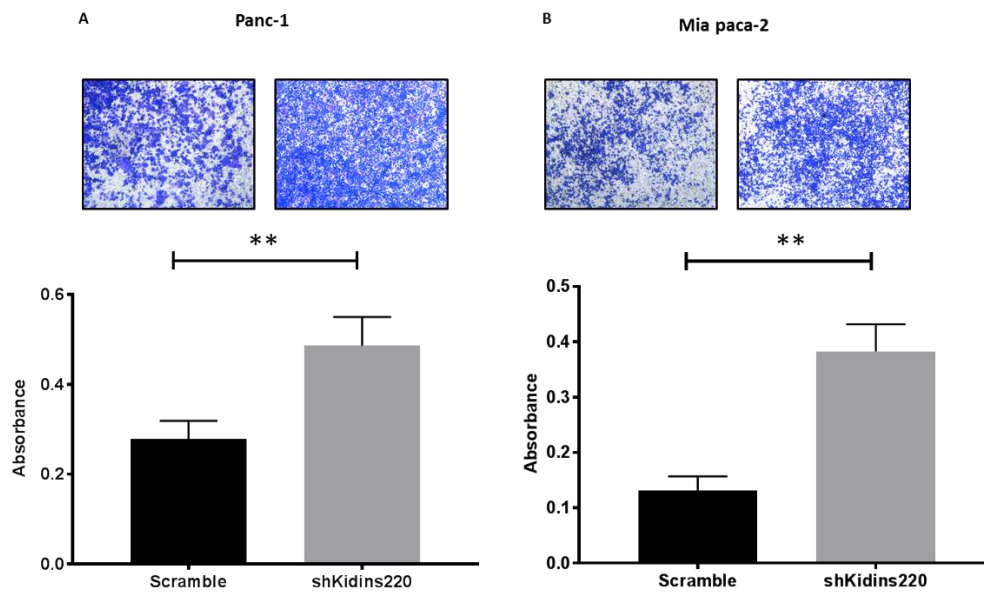 A
Panc-1
**
0.6
0.4
0.2
0.0
Absorbance
Scramble
shKidins220
B
Mia paca-2
**
0.5
0.4
0.3
0.2
0.1
0.0
Absorbance
Scramble
shKidins220